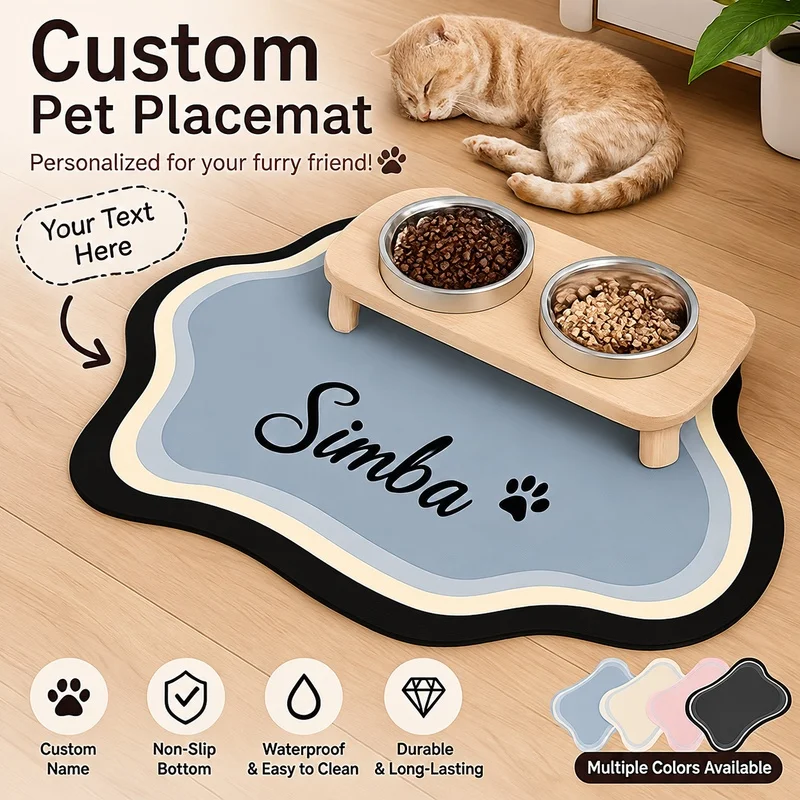 Custom
Pet Placemat
Personalized for your furry friend!
Your Text
Here
Simba
Custom
Name
Non-Slip
Bottom
Waterproof
& Easy to Clean
Durable
& Long-Lasting
Multiple Colors Available